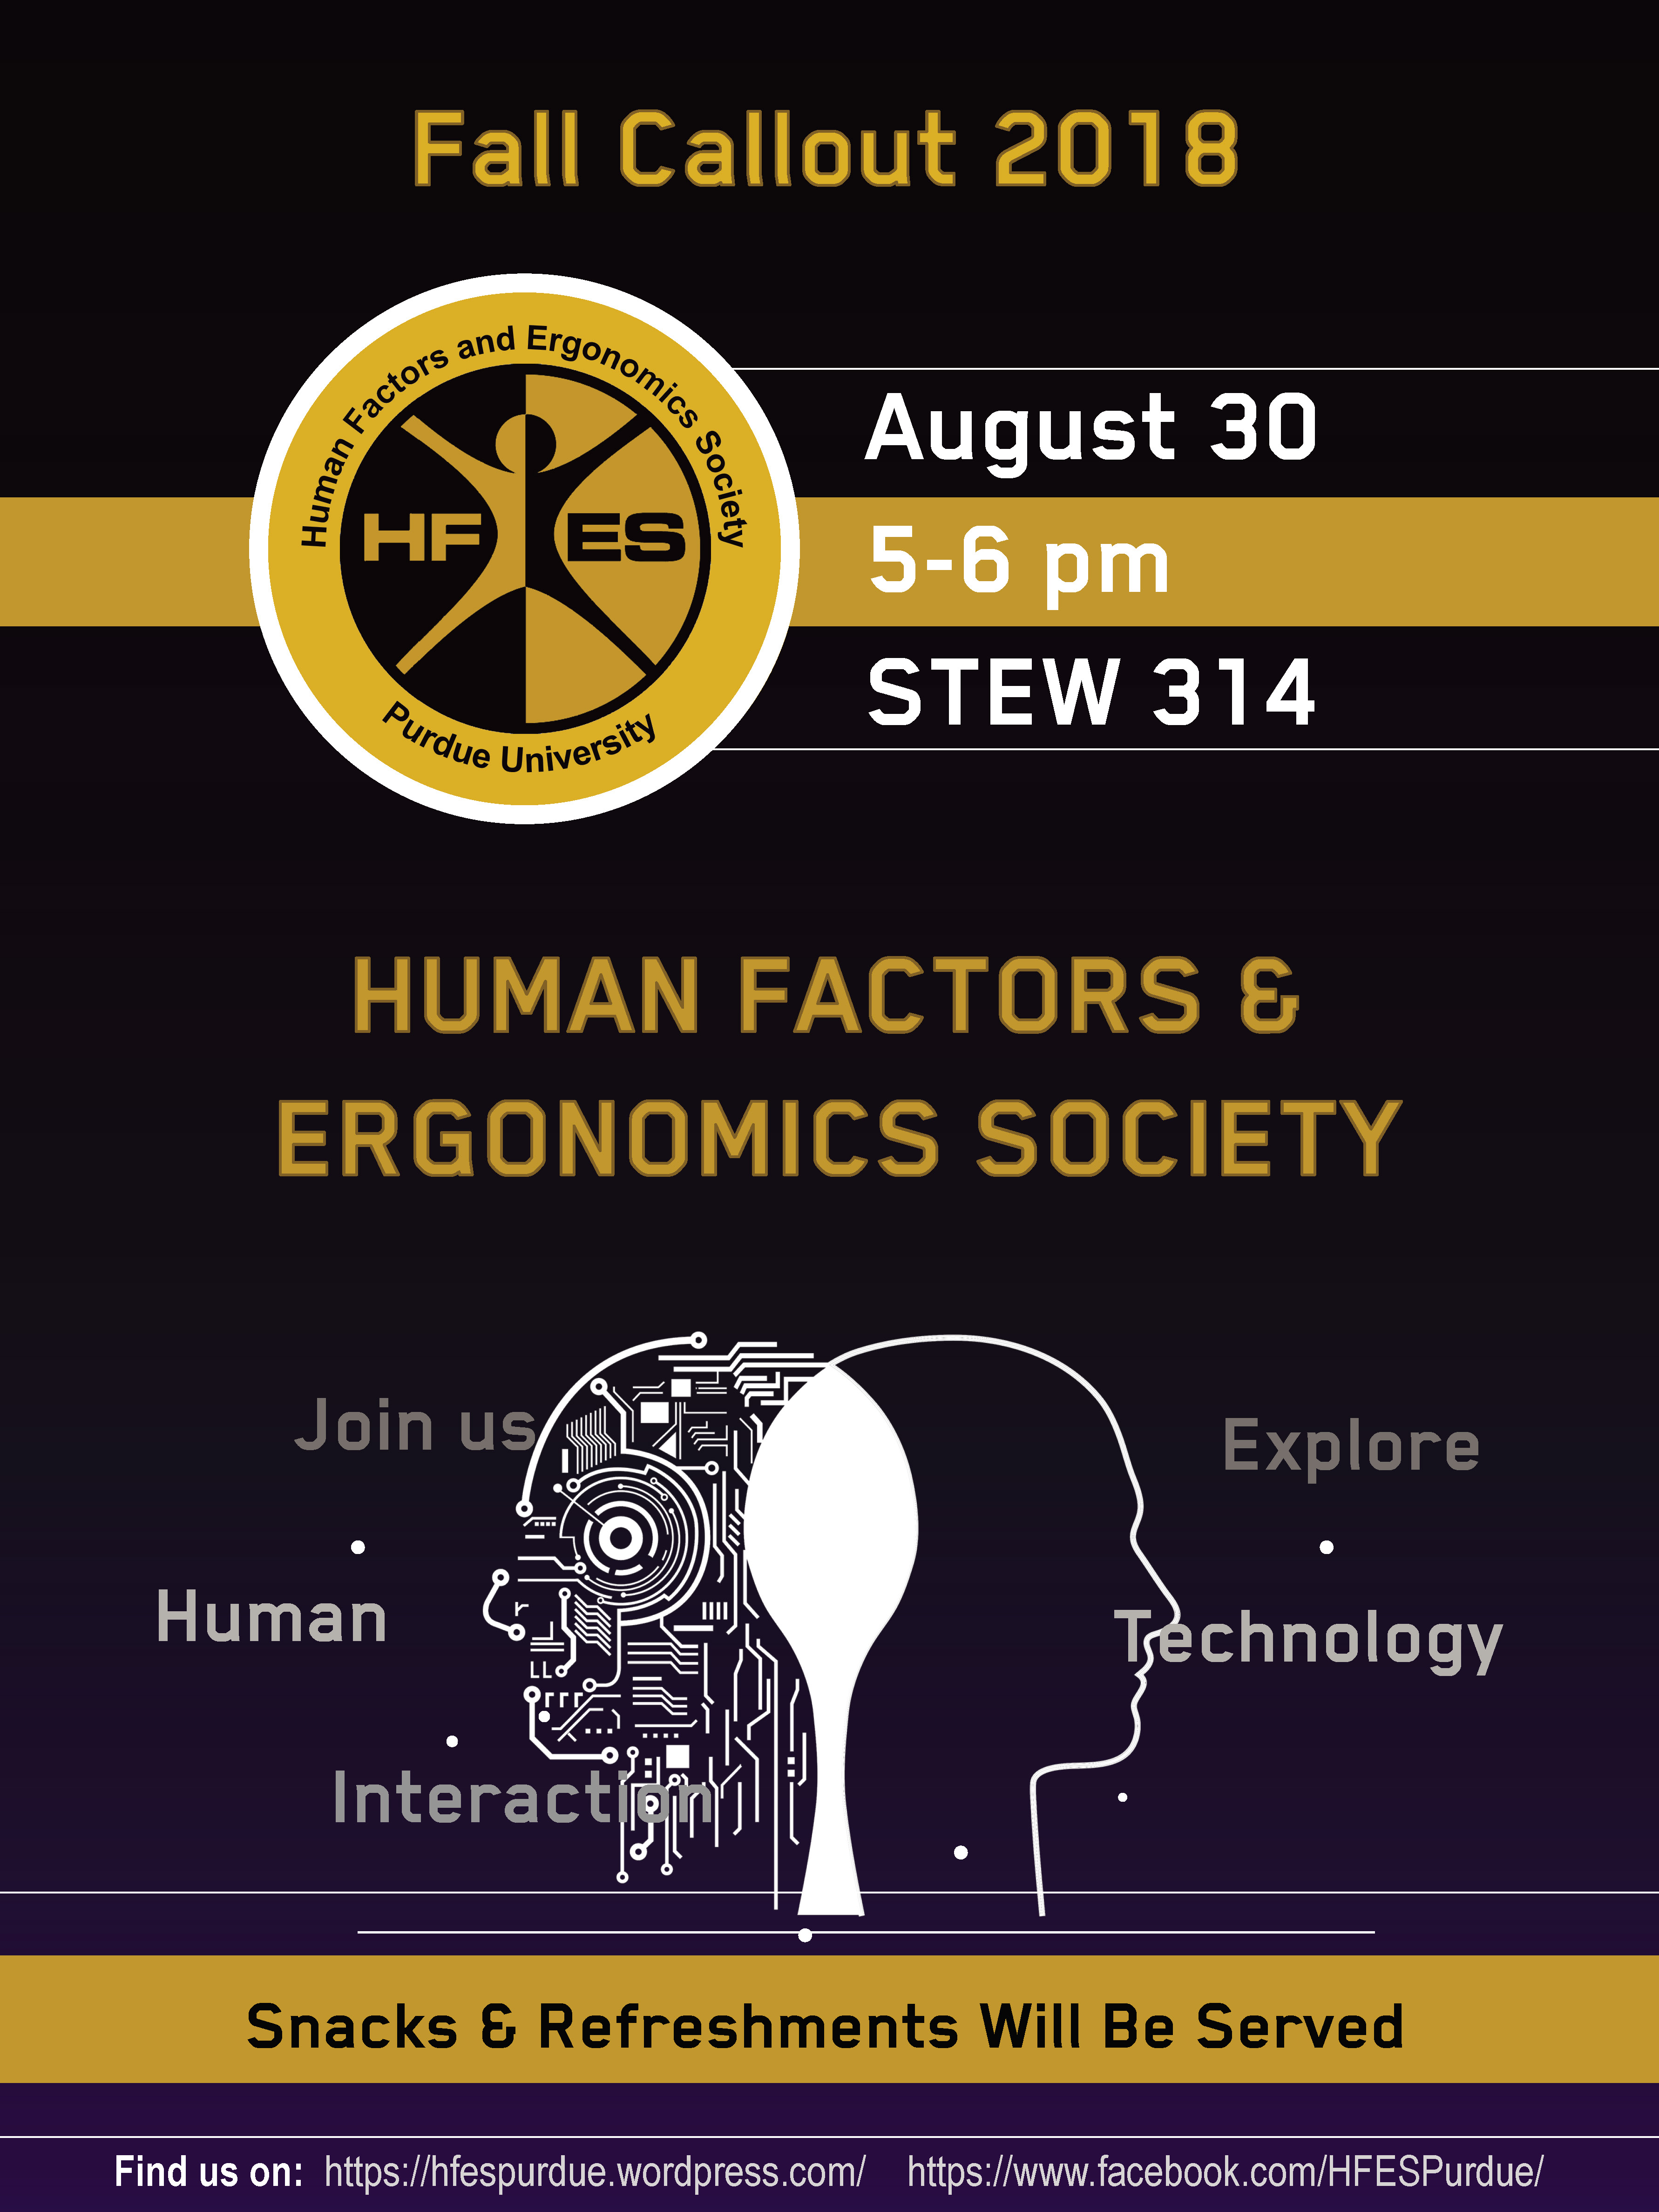 Fall Callout 2018
Human Factors and Ergonomics Society
HF ES
Purdue University
August 30
5-6 pm
STEW 314
HUMAN FACTORS &
ERGONOMICS SOCIETY
Join us
Explore
Human
Technology
Interaction
Snacks & Refreshments Will Be Served
Find us on: https://hfespurdue.wordpress.com/ https://www.facebook.com/HFESPurdue/